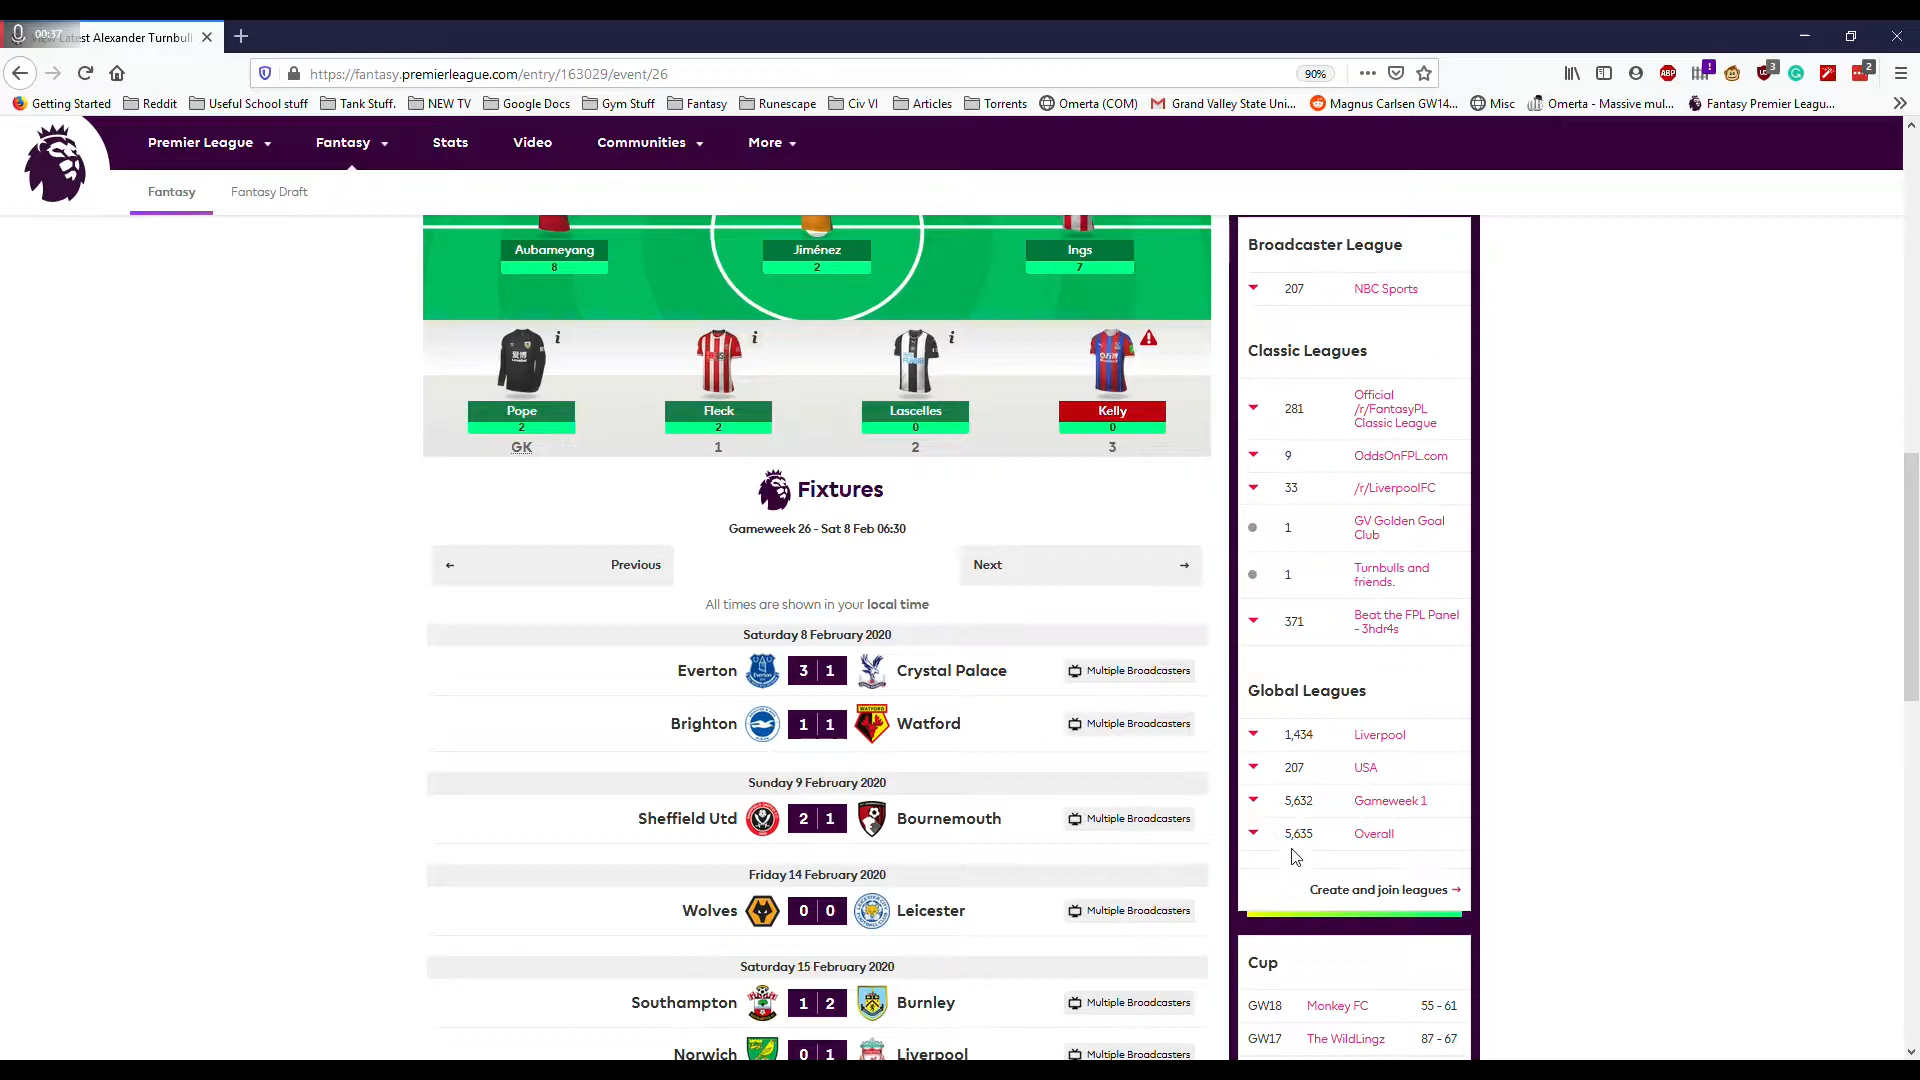 00:37
View Latest Alexander Turnbull
https://fantasy.premierleague.com/entry/163029/event/26
90%
ABP
!
3
2
Getting Started
Reddit
Useful School stuff
Tank Stuff.
NEW TV
Google Docs
Gym Stuff
Fantasy
Runescape
Civ VI
Articles
Torrents
Omerta (COM)
Grand Valley State Uni...
Magnus Carlsen GW14...
Misc
Omerta - Massive mul...
Fantasy Premier Leagu...
Premier League
Fantasy
Stats
Video
Communities
More
Fantasy
Fantasy Draft
Aubameyang
8
Jiménez
2
Ings
7
Pope
2
GK
Fleck
2
1
Lascelles
0
2
Kelly
0
3
Fixtures
Gameweek 26 - Sat 8 Feb 06:30
← Previous
Next →
All times are shown in your local time
Saturday 8 February 2020
Everton 3 1 Crystal Palace Multiple Broadcasters
Brighton 1 1 Watford Multiple Broadcasters
Sunday 9 February 2020
Sheffield Utd 2 1 Bournemouth Multiple Broadcasters
Friday 14 February 2020
Wolves 0 0 Leicester Multiple Broadcasters
Saturday 15 February 2020
Southampton 1 2 Burnley Multiple Broadcasters
Norwich 0 1 Liverpool Multiple Broadcasters
Broadcaster League
207 NBC Sports
Classic Leagues
281 Official
/r/FantasyPL
Classic League
9 OddsOnFPL.com
33 /r/LiverpoolFC
1 GV Golden Goal
Club
1 Turnbulls and
friends.
371 Beat the FPL Panel
- 3hdr4s
Global Leagues
1,434 Liverpool
207 USA
5,632 Gameweek 1
5,635 Overall
Create and join leagues →
Cup
GW18 Monkey FC 55 - 61
GW17 The WildLingz 87 - 67